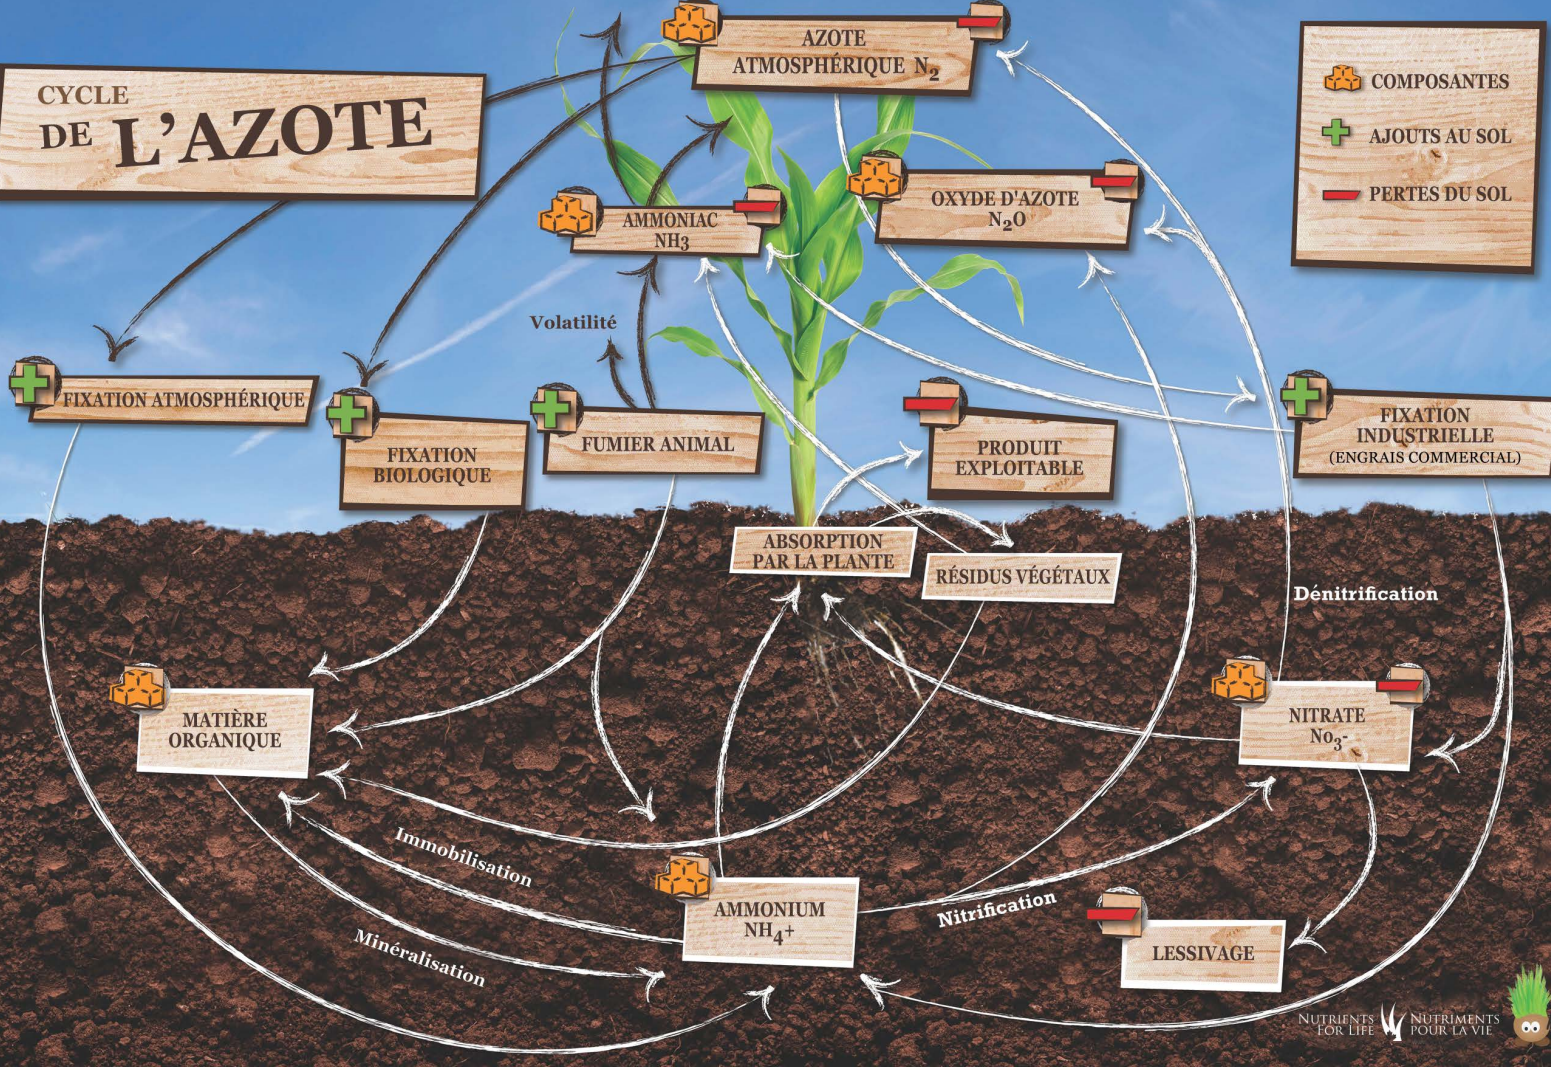 CYCLE
DE L'AZOTE
AZOTE
ATMOSPHÉRIQUE N2
COMPOSANTES
AJOUTS AU SOL
PERTES DU SOL
AMMONIAC
NH3
OXYDE D'AZOTE
N2O
Volatilité
FIXATION ATMOSPHÉRIQUE
FIXATION
BIOLOGIQUE
FUMIER ANIMAL
PRODUIT
EXPLOITABLE
FIXATION
INDUSTRIELLE
(ENGRAIS COMMERCIAL)
ABSORPTION
PAR LA PLANTE
RÉSIDUS VÉGÉTAUX
Dénitrification
MATIÈRE
ORGANIQUE
NITRATE
No3-
Immobilisation
Minéralisation
AMMONIUM
NH4+
Nitrification
LESSIVAGE
NUTRIENTS
FOR LIFE
NUTRIMENTS
POUR LA VIE